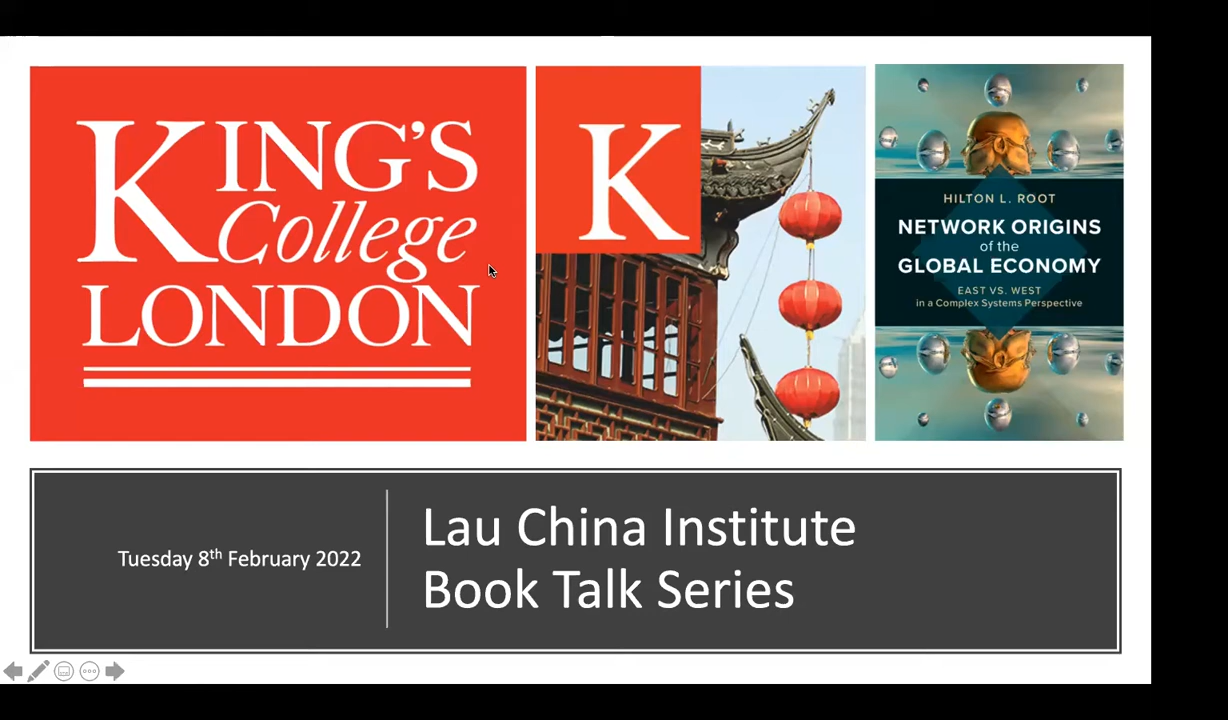 KING'S
College
LONDON
K
HILTON L. ROOT
NETWORK ORIGINS
of the
GLOBAL ECONOMY
EAST VS. WEST
in a Complex Systems Perspective
Tuesday 8th February 2022
Lau China Institute
Book Talk Series